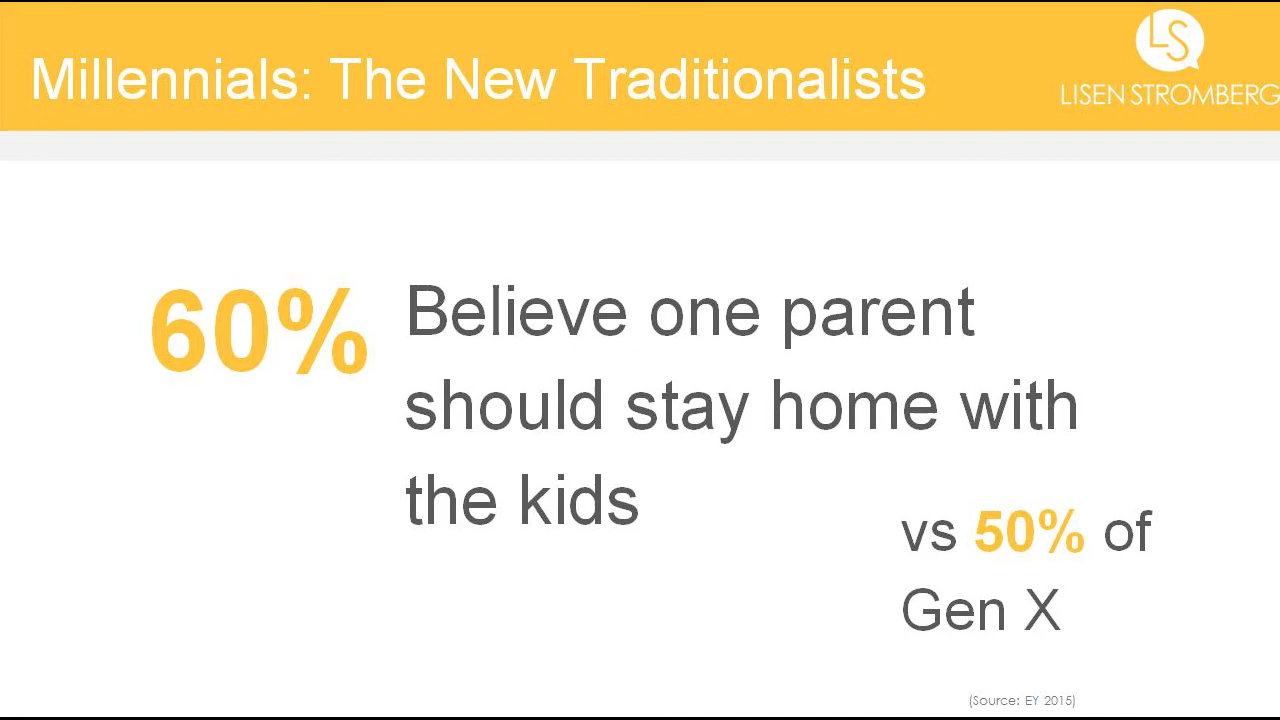 Millennials: The New Traditionalists
LS
LISEN STROMBERG
60%
Believe one parent
should stay home with
the kids
vs 50% of
Gen X
(Source: EY 2015)